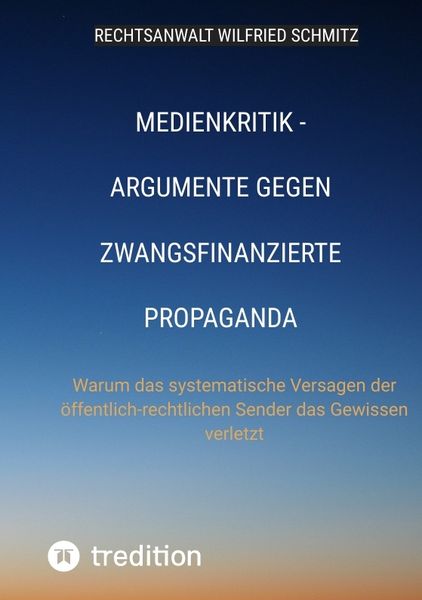 RECHTSANWALT WILFRIED SCHMITZ
MEDIENKRITIK -
ARGUMENTE GEGEN
ZWANGSFINANZIERTE
PROPAGANDA
Warum das systematische Versagen der
öffentlich-rechtlichen Sender das Gewissen
verletzt
tredition